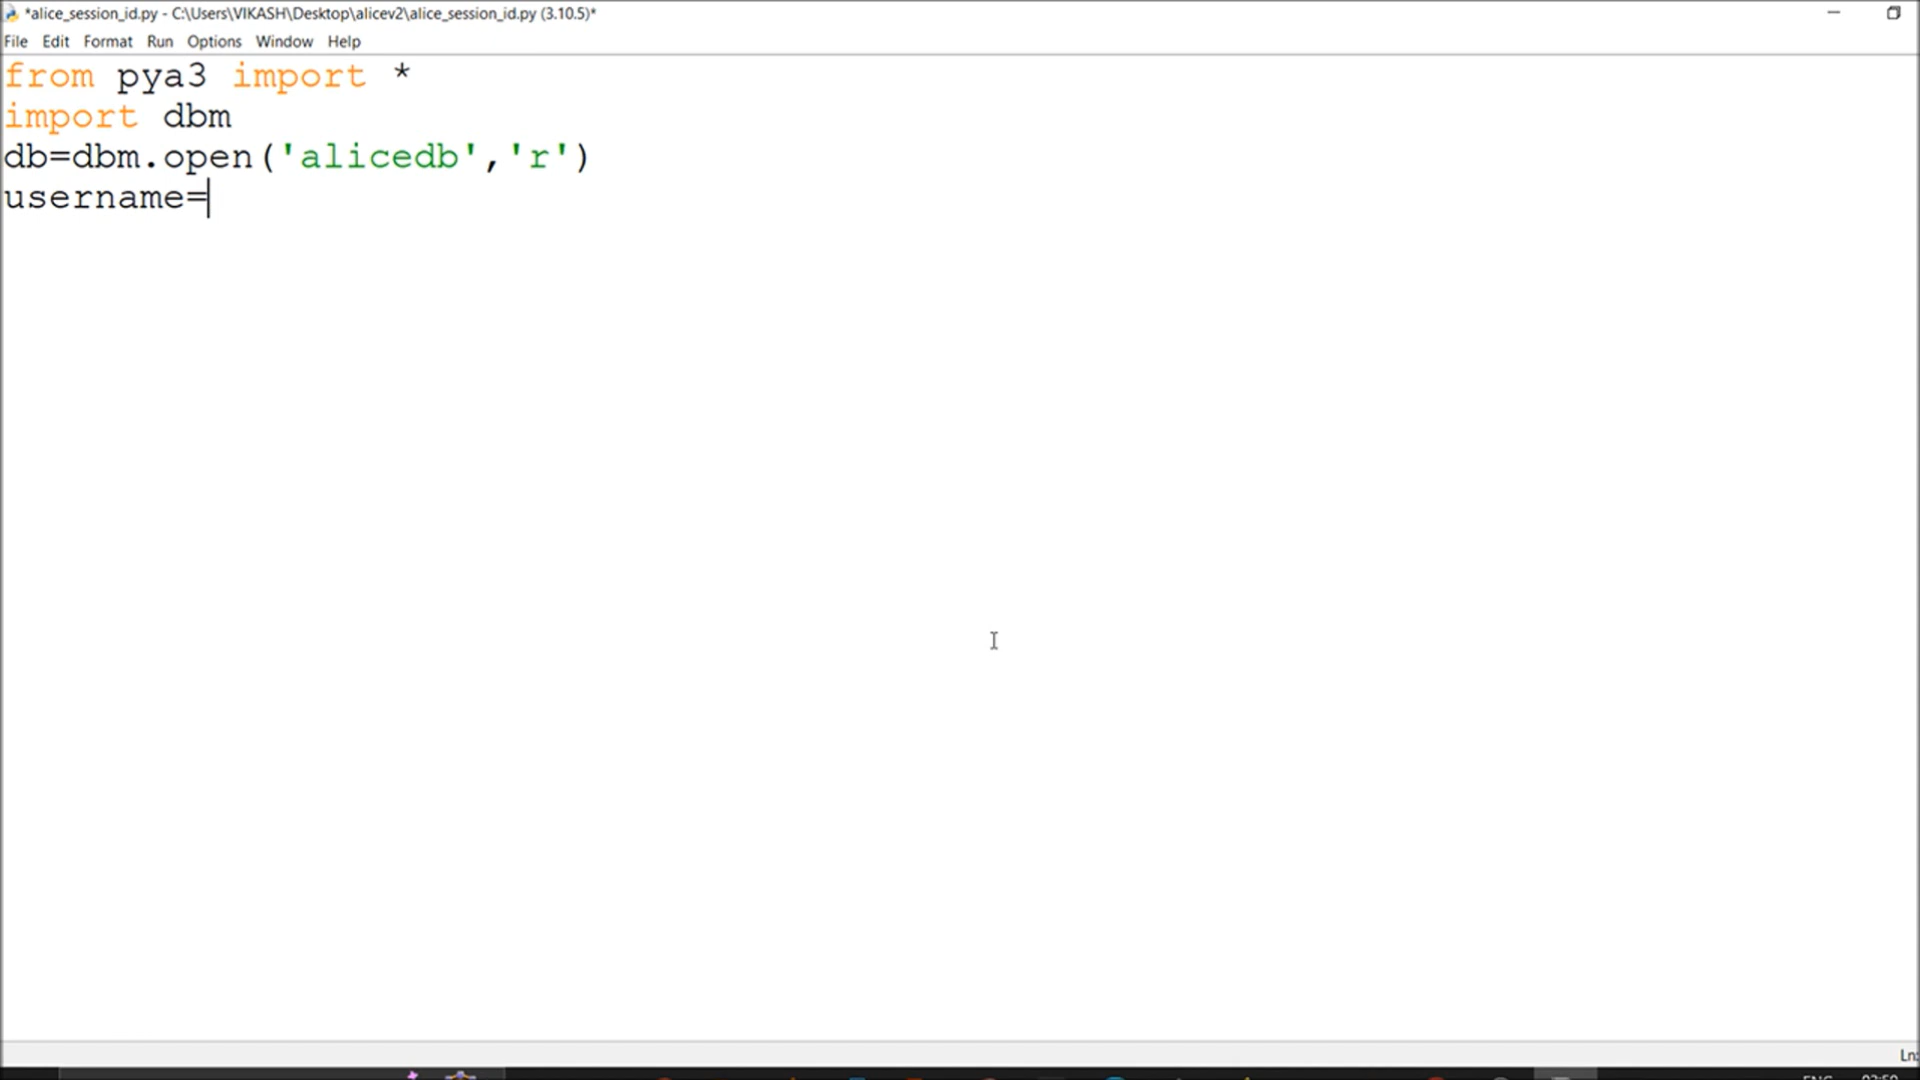 *alice_session_id.py - C:\Users\VIKASH\Desktop\alicev2\alice_session_id.py (3.10.5)*
File Edit Format Run Options Window Help
from pya3 import *
import dbm
db=dbm.open('alicedb','r')
username=
Ln: